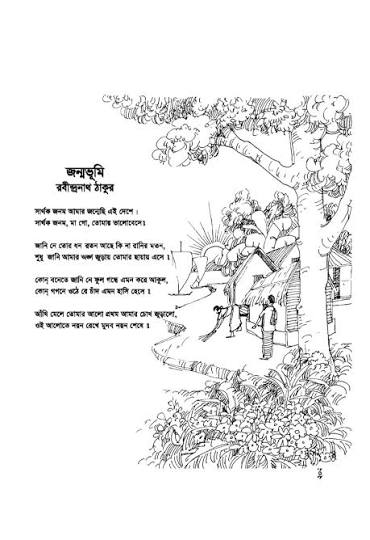 জন্মভূমি
রবীন্দ্রনাথ ঠাকুর
সার্থক জনম আমার জন্মেছি এই দেশে।
সার্থক জনম, মা গো, তোমায় ভালোবেসে॥
জানি নে তোর ধন রতন আছে কি না রানির মতন,
শুধু জানি আমার অঙ্গ জুড়ায় তোমার ছায়ায় এসে॥
কোন্ বনেতে জানি নে ফুল গন্ধে এমন করে আকুল,
কোন্ গগনে ওঠে রে চাঁদ এমন হাসি হেসে॥
আঁখি মেলে তোমার আলো প্রথম আমার চোখ জুড়ালো,
ওই আলোতে নয়ন রেখে মুদব নয়ন শেষে॥